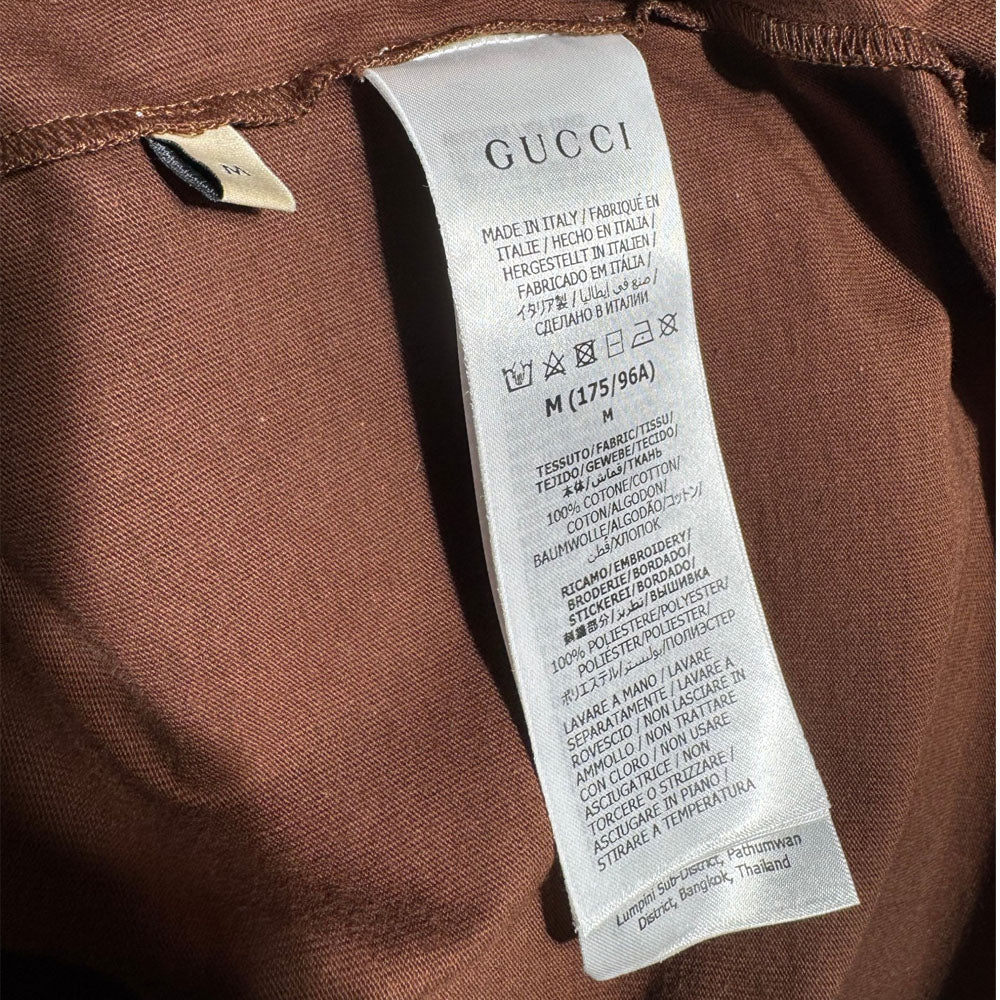 M
GUCCI
MADE IN ITALY / FABRIQUÉ EN
ITALIE / HECHO EN ITALIA /
HERGESTELLT IN ITALIEN /
FABRICADO EM ITÁLIA /
イタリア製 / صنع في إيطاليا /
СДЕЛАНО В ИТАЛИИ
M (175/96A)
M
TESSUTO/FABRIC/TISSU/
TEJIDO/GEWEBE/TECIDO/
本体/قماش/ТКАНЬ
100% COTONE/COTTON/
COTON/ALGODON/
BAUMWOLLE/ALGODÃO/コットン/
قطن/ХЛОПОК
RICAMO/EMBROIDERY/
BRODERIE/BORDADO/
STICKEREI/BORDADO/
刺繍部分/تطريز/ВЫШИВКА
100% POLIESTERE/POLYESTER/
POLIESTER/POLIESTER/
ポリエステル/بوليستر/ПОЛИЭСТЕР
LAVARE A MANO / LAVARE
SEPARATAMENTE / LAVARE A
ROVESCIO / NON LASCIARE IN
AMMOLLO / NON TRATTARE
CON CLORO / NON USARE
ASCIUGATRICE / NON
TORCERE O STRIZZARE /
ASCIUGARE IN PIANO /
STIRARE A TEMPERATURA
Lumpini Sub-District, Pathumwan
District, Bangkok, Thailand